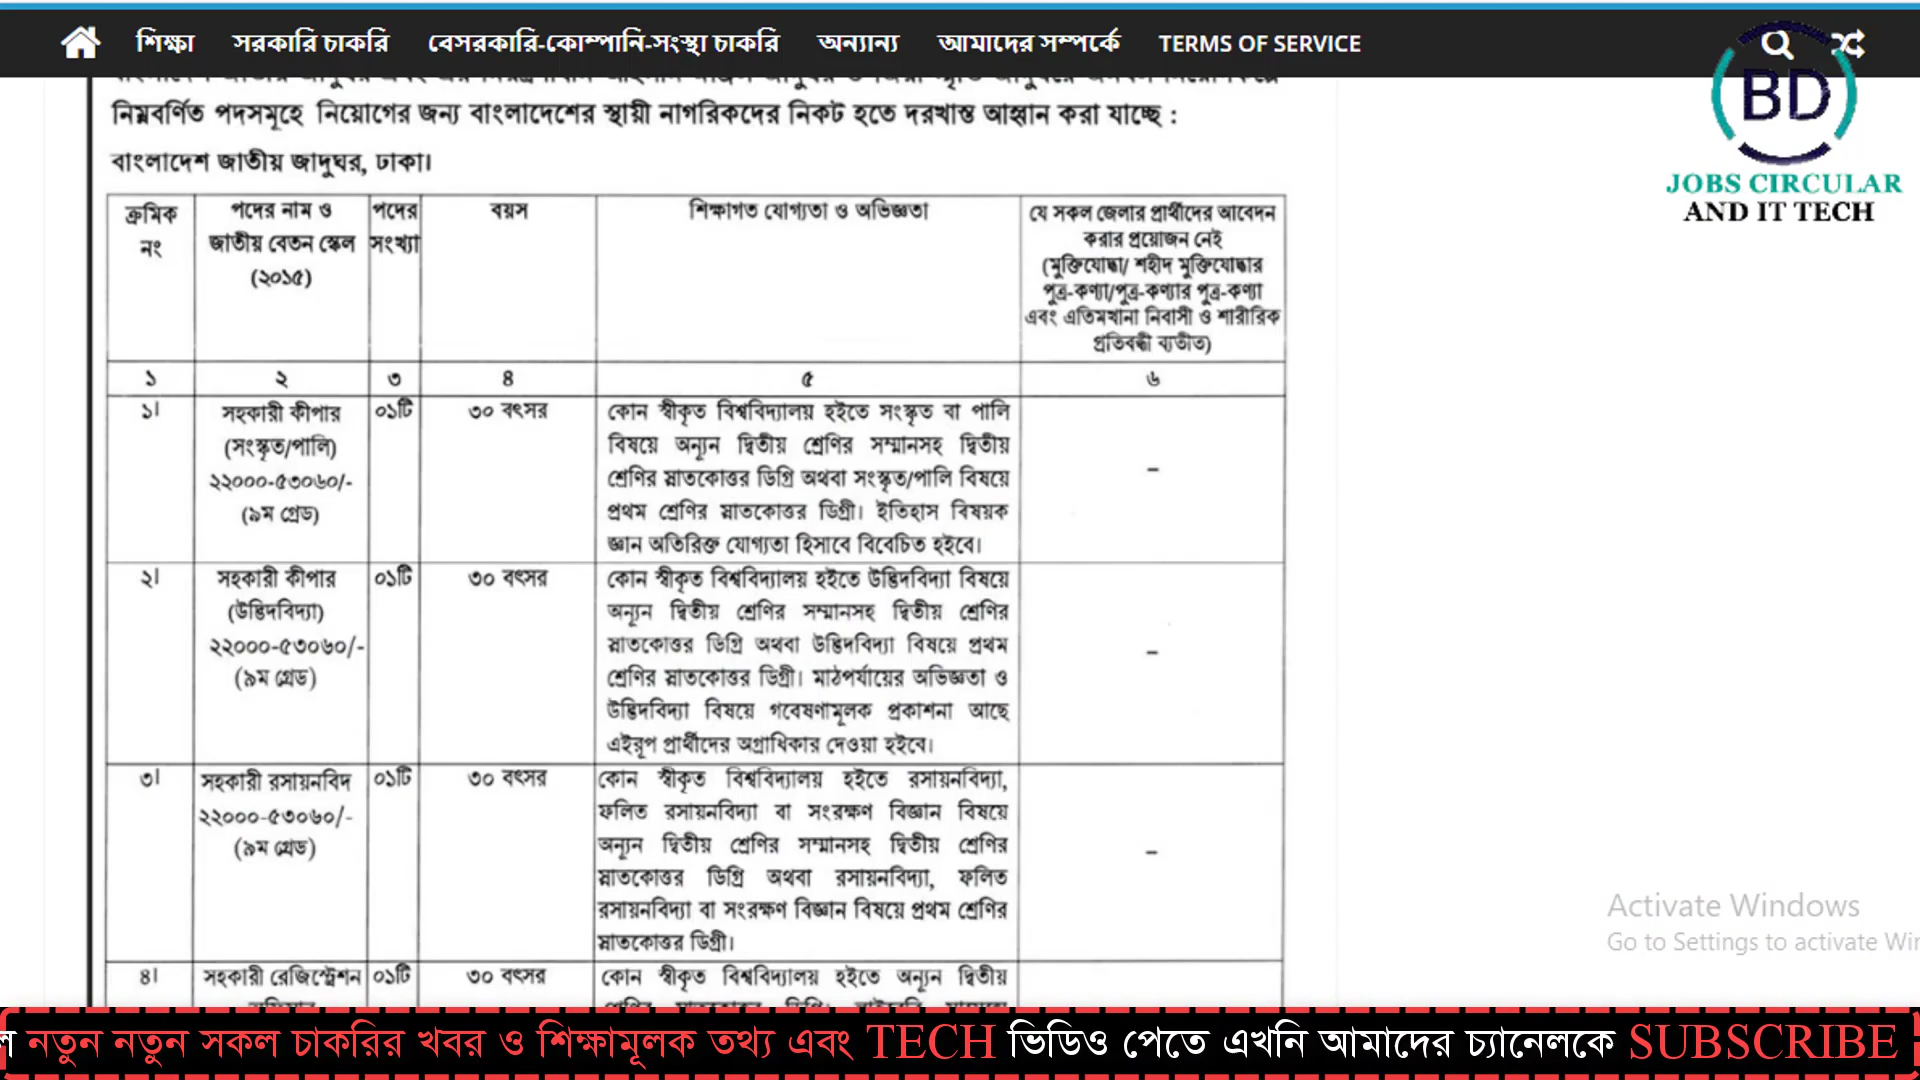 শিক্ষা সরকারি চাকরি বেসরকারি-কোম্পানি-সংস্থা চাকরি অন্যান্য আমাদের সম্পর্কে TERMS OF SERVICE
BD
JOBS CIRCULAR
AND IT TECH
নিম্নবর্ণিত পদসমূহে নিয়োগের জন্য বাংলাদেশের স্থায়ী নাগরিকদের নিকট হতে দরখাস্ত আহ্বান করা যাচ্ছে :
বাংলাদেশ জাতীয় জাদুঘর, ঢাকা।
ক্রমিক
নং
পদের নাম ও
জাতীয় বেতন স্কেল
(২০১৫)
পদের
সংখ্যা
বয়স
শিক্ষাগত যোগ্যতা ও অভিজ্ঞতা
যে সকল জেলার প্রার্থীদের আবেদন
করার প্রয়োজন নেই
(মুক্তিযোদ্ধা/ শহীদ মুক্তিযোদ্ধার
পুত্র-কণ্যা/পুত্র-কণ্যার পুত্র-কণ্যা
এবং এতিমখানা নিবাসী ও শারীরিক
প্রতিবন্ধী ব্যতীত)
১ ২ ৩ ৪ ৫ ৬
১।
সহকারী কীপার
(সংস্কৃত/পালি)
২২০০০-৫৩০৬০/-
(৯ম গ্রেড)
০১টি
৩০ বৎসর
কোন স্বীকৃত বিশ্ববিদ্যালয় হইতে সংস্কৃত বা পালি
বিষয়ে অন্যূন দ্বিতীয় শ্রেণির সম্মানসহ দ্বিতীয়
শ্রেণির স্নাতকোত্তর ডিগ্রি অথবা সংস্কৃত/পালি বিষয়ে
প্রথম শ্রেণির স্নাতকোত্তর ডিগ্রী। ইতিহাস বিষয়ক
জ্ঞান অতিরিক্ত যোগ্যতা হিসাবে বিবেচিত হইবে।
–
২।
সহকারী কীপার
(উদ্ভিদবিদ্যা)
২২০০০-৫৩০৬০/-
(৯ম গ্রেড)
০১টি
৩০ বৎসর
কোন স্বীকৃত বিশ্ববিদ্যালয় হইতে উদ্ভিদবিদ্যা বিষয়ে
অন্যূন দ্বিতীয় শ্রেণির সম্মানসহ দ্বিতীয় শ্রেণির
স্নাতকোত্তর ডিগ্রি অথবা উদ্ভিদবিদ্যা বিষয়ে প্রথম
শ্রেণির স্নাতকোত্তর ডিগ্রী। মাঠপর্যায়ের অভিজ্ঞতা ও
উদ্ভিদবিদ্যা বিষয়ে গবেষণামূলক প্রকাশনা আছে
এইরূপ প্রার্থীদের অগ্রাধিকার দেওয়া হইবে।
–
৩।
সহকারী রসায়নবিদ
২২০০০-৫৩০৬০/-
(৯ম গ্রেড)
০১টি
৩০ বৎসর
কোন স্বীকৃত বিশ্ববিদ্যালয় হইতে রসায়নবিদ্যা,
ফলিত রসায়নবিদ্যা বা সংরক্ষণ বিজ্ঞান বিষয়ে
অন্যূন দ্বিতীয় শ্রেণির সম্মানসহ দ্বিতীয় শ্রেণির
স্নাতকোত্তর ডিগ্রি অথবা রসায়নবিদ্যা, ফলিত
রসায়নবিদ্যা বা সংরক্ষণ বিজ্ঞান বিষয়ে প্রথম শ্রেণির
স্নাতকোত্তর ডিগ্রী।
–
৪।
সহকারী রেজিস্ট্রেশন
০১টি
৩০ বৎসর
কোন স্বীকৃত বিশ্ববিদ্যালয় হইতে অন্যূন দ্বিতীয়
Activate Windows
Go to Settings to activate Wi
নতুন নতুন সকল চাকরির খবর ও শিক্ষামূলক তথ্য এবং TECH ভিডিও পেতে এখনি আমাদের চ্যানেলকে SUBSCRIBE